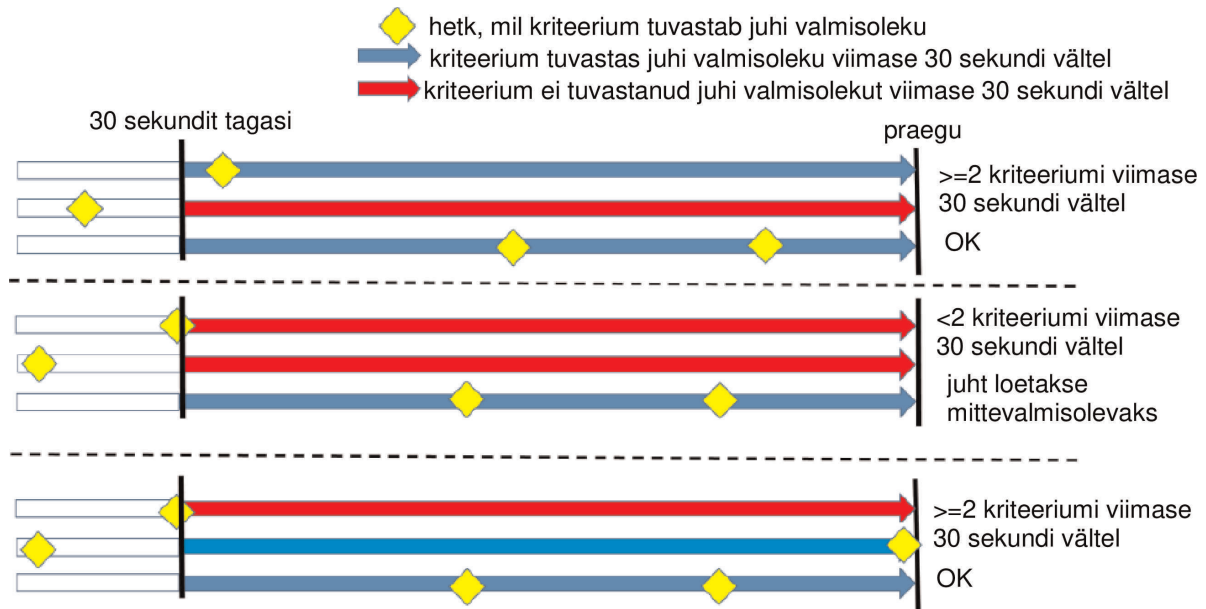 hetk, mil kriteerium tuvastab juhi valmisoleku
kriteerium tuvastas juhi valmisoleku viimase 30 sekundi vältel
kriteerium ei tuvastanud juhi valmisolekut viimase 30 sekundi vältel
30 sekundit tagasi
praegu
>=2 kriteeriumi viimase
30 sekundi vältel
OK
<2 kriteeriumi viimase
30 sekundi vältel
juht loetakse
mittevalmisolevaks
>=2 kriteeriumi viimase
30 sekundi vältel
OK